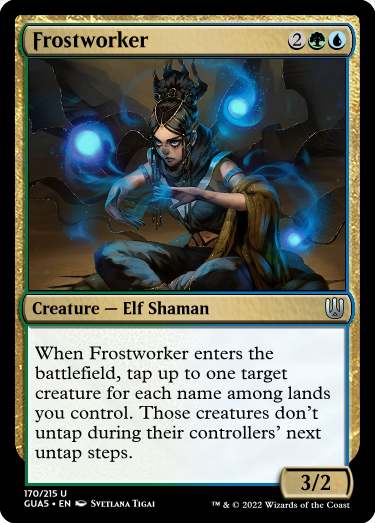 Frostworker 2
Creature — Elf Shaman
When Frostworker enters the
battlefield, tap up to one target
creature for each name among lands
you control. Those creatures don’t
untap during their controllers’ next
untap steps.
3/2
170/215 U
GUA5 • EN Svetlana Tigai
™ & © 2022 Wizards of the Coast